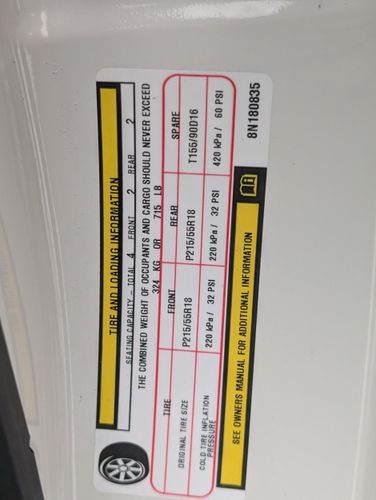 TIRE AND LOADING INFORMATION
SEATING CAPACITY - TOTAL 4 FRONT 2 REAR 2
THE COMBINED WEIGHT OF OCCUPANTS AND CARGO SHOULD NEVER EXCEED
324 KG OR 715 LB
TIRE FRONT REAR SPARE
ORIGINAL TIRE SIZE P215/55R18 P215/55R18 T155/90D16
COLD TIRE INFLATION PRESSURE 220 kPa / 32 PSI 220 kPa / 32 PSI 420 kPa / 60 PSI
SEE OWNERS MANUAL FOR ADDITIONAL INFORMATION
8N180835